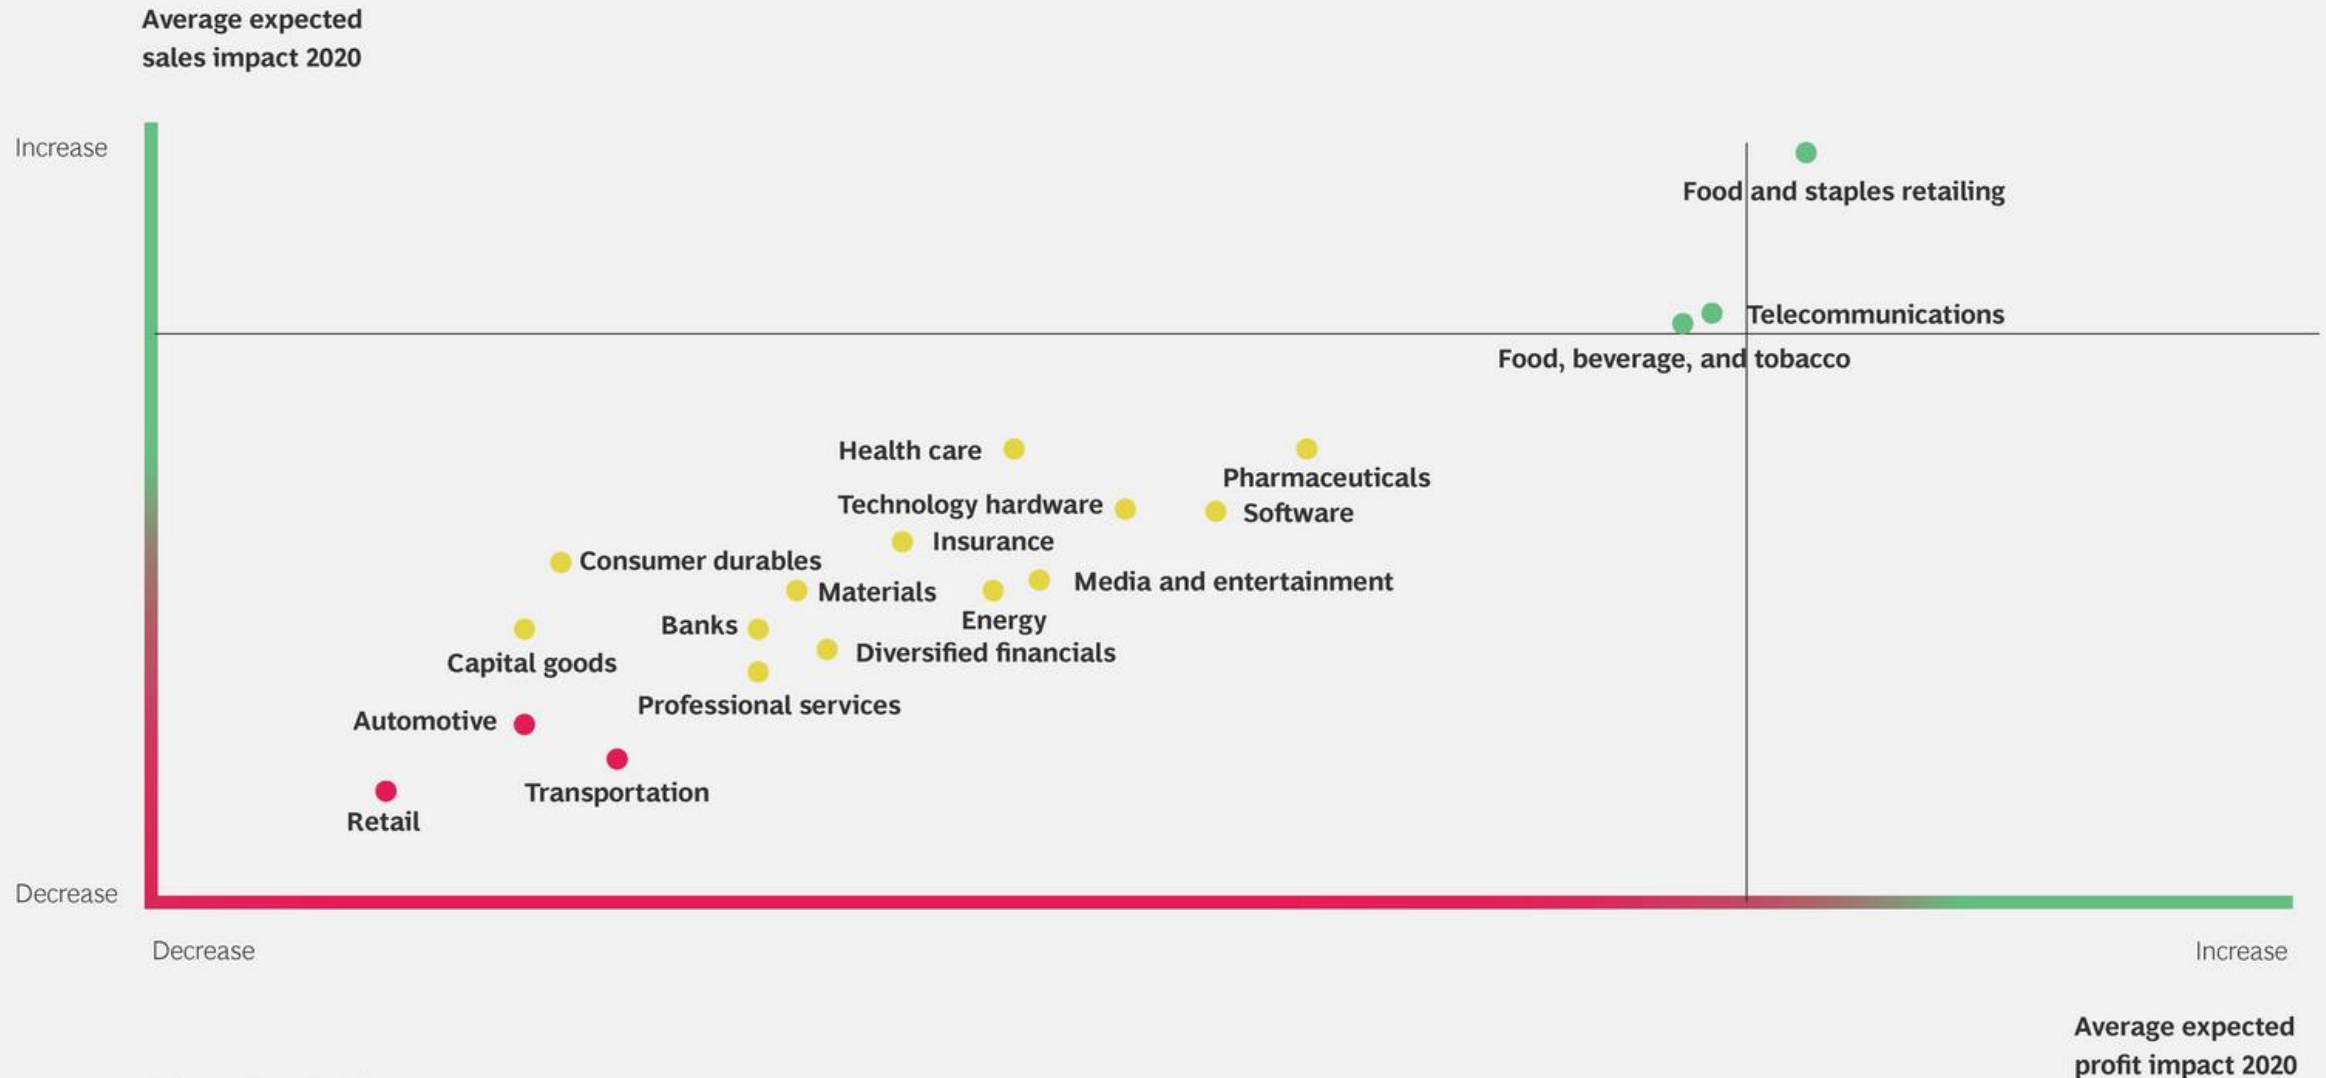 Average expected
sales impact 2020
Increase
Food and staples retailing
Telecommunications
Food, beverage, and tobacco
Health care
Pharmaceuticals
Technology hardware
Software
Insurance
Consumer durables
Media and entertainment
Materials
Energy
Banks
Diversified financials
Capital goods
Professional services
Automotive
Transportation
Retail
Decrease
Decrease
Increase
Average expected
profit impact 2020